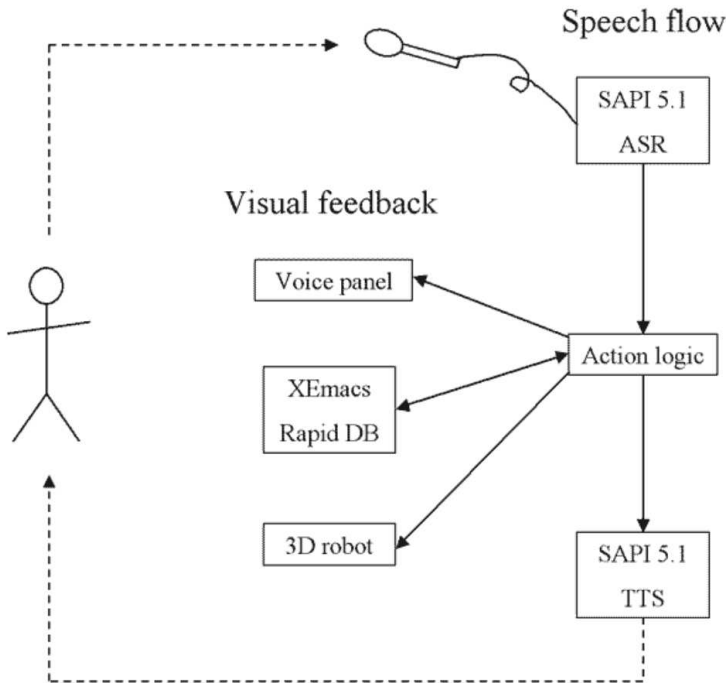 Speech flow
SAPI 5.1
ASR
Visual feedback
Voice panel
Action logic
XEmacs
Rapid DB
3D robot
SAPI 5.1
TTS